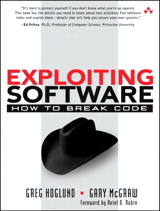 "It's hard to protect yourself if you don't know what you're up against.
This book has the details you need to know about how attackers find software
holes and exploit them—details that will help you secure your own systems."
—Ed Felten, Ph.D., Professor of Computer Science, Princeton University
EXPLOITING
SOFTWARE
HOW TO BREAK CODE
GREG HOGLUND • GARY MCGRAW
Foreword by Aviel D. Rubin